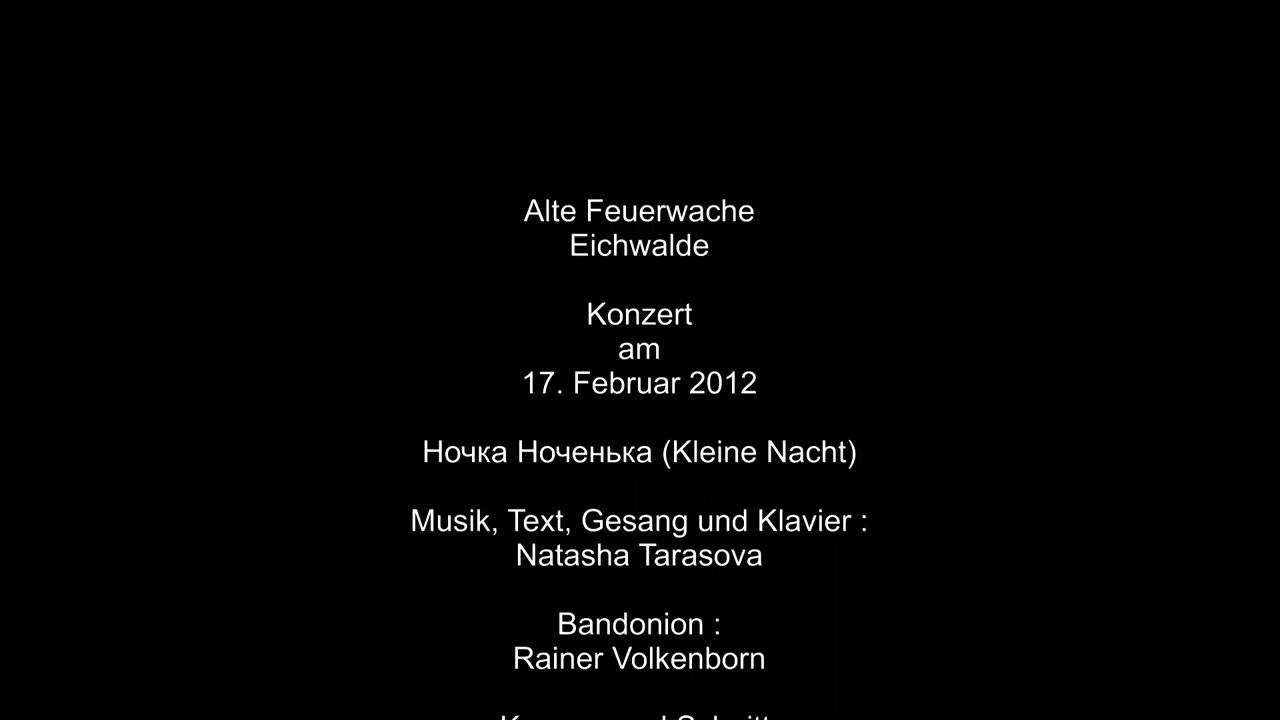 Alte Feuerwache
Eichwalde
Konzert
am
17. Februar 2012
Ночка Ноченька (Kleine Nacht)
Musik, Text, Gesang und Klavier :
Natasha Tarasova
Bandonion :
Rainer Volkenborn